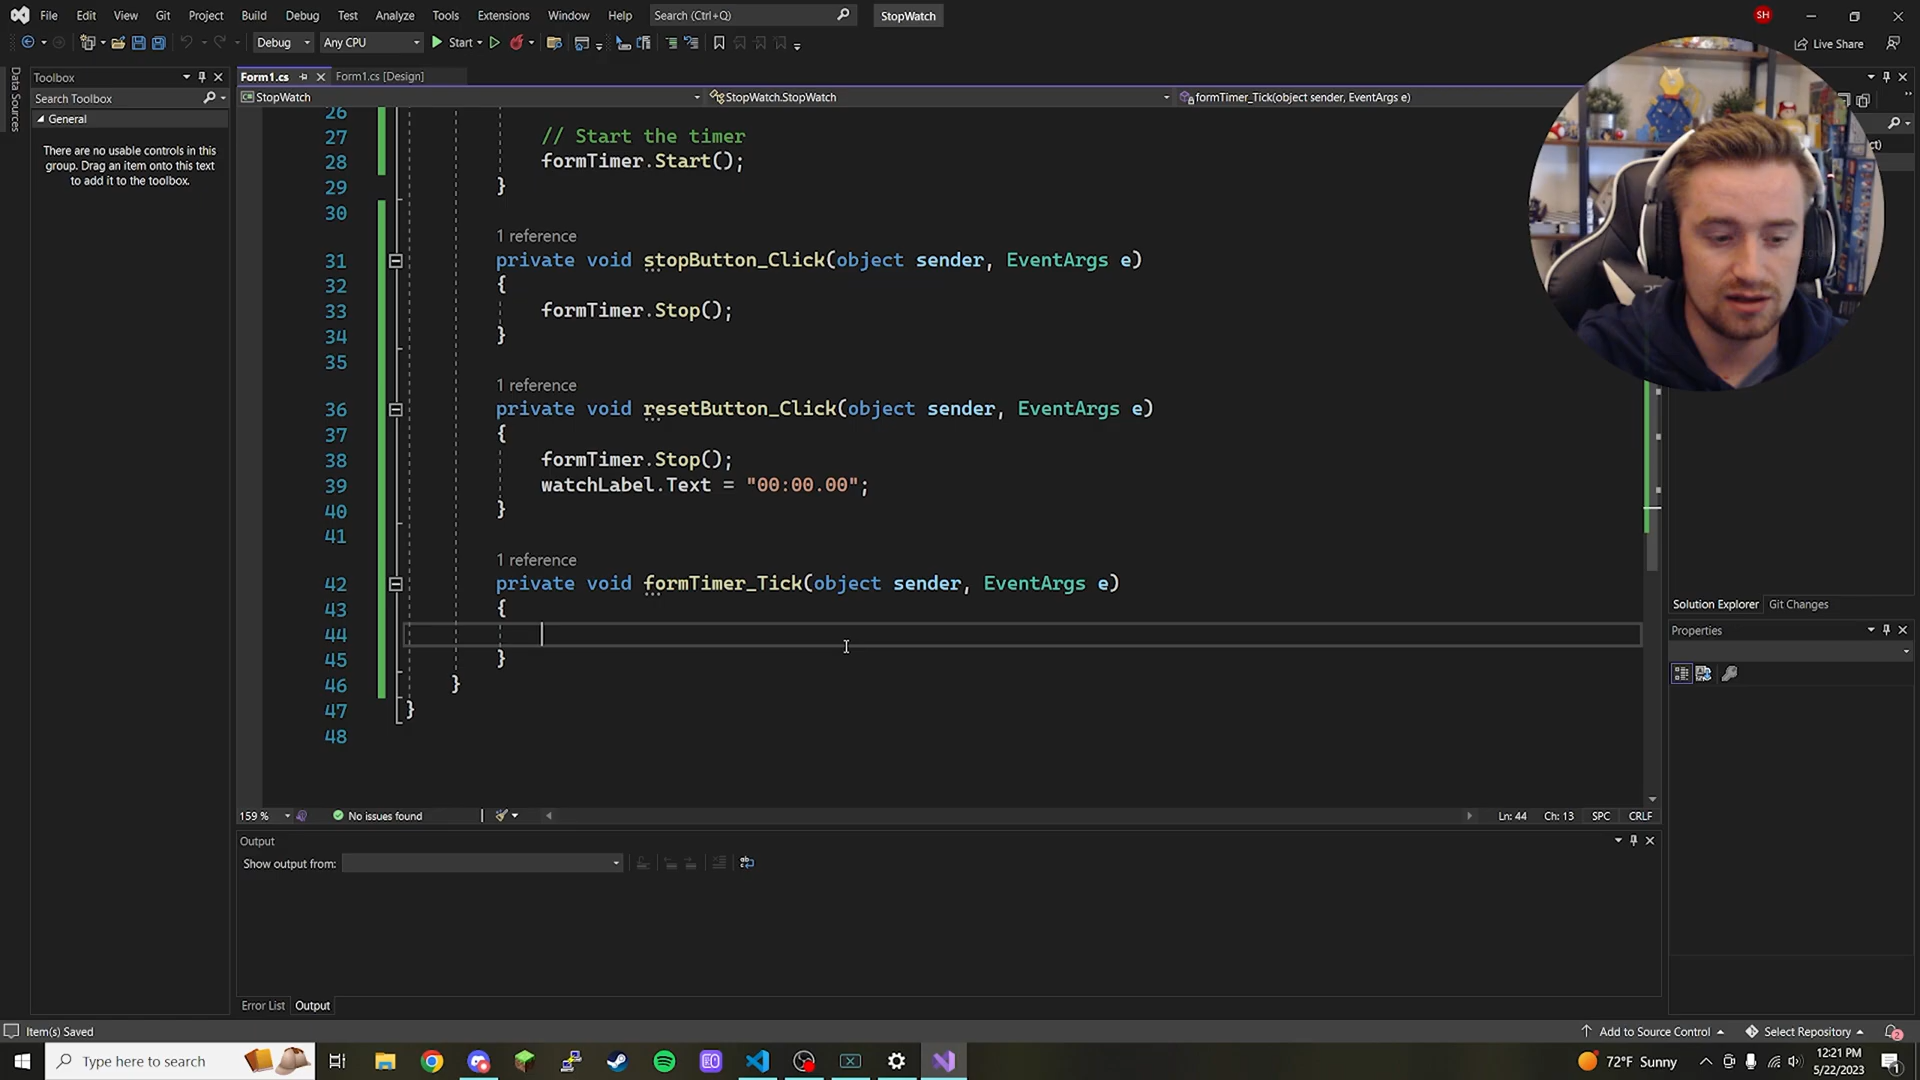 File Edit View Git Project Build Debug Test Analyze Tools Extensions Window Help Search (Ctrl+Q) StopWatch SH
Debug Any CPU Start Live Share
Data Sources
Toolbox
Search Toolbox
General
There are no usable controls in this
group. Drag an item onto this text
to add it to the toolbox.
Form1.cs Form1.cs [Design]
StopWatch StopWatch.StopWatch formTimer_Tick(object sender, EventArgs e)
26
27 // Start the timer
28 formTimer.Start();
29 }
30
1 reference
31 private void stopButton_Click(object sender, EventArgs e)
32 {
33 formTimer.Stop();
34 }
35
1 reference
36 private void resetButton_Click(object sender, EventArgs e)
37 {
38 formTimer.Stop();
39 watchLabel.Text = "00:00.00";
40 }
41
1 reference
42 private void formTimer_Tick(object sender, EventArgs e)
43 {
44
45 }
46 }
47 }
48
159 % No issues found Ln: 44 Ch: 13 SPC CRLF
Output
Show output from:
Error List Output
Solution Explorer Git Changes
Properties
Item(s) Saved Add to Source Control Select Repository 2
Type here to search 72°F Sunny 12:21 PM
5/22/2023 1